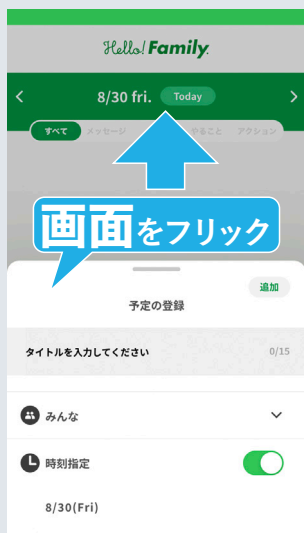 Hello! Family.
8/30 fri. Today
すべて メッセージ やること アクション
画面をフリック
追加
予定の登録
タイトルを入力してください 0/15
みんな
時刻指定
8/30(Fri)